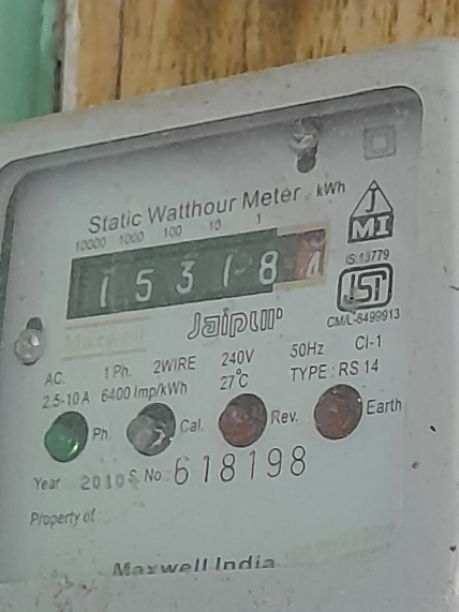 Static Watthour Meter kWh
10000 1000 100 10 1
1 5 3 1 8 4
J
MI
IS:13779
ISI
CM/L-8499913
Maxwell
Jaipur
AC. 1 Ph. 2WIRE 240V 50Hz Cl-1
2.5-10 A 6400 Imp/kWh 27°C TYPE : RS 14
Ph. Cal. Rev. Earth
Year 2010 S No: 618198
Property of :
Maxwell India